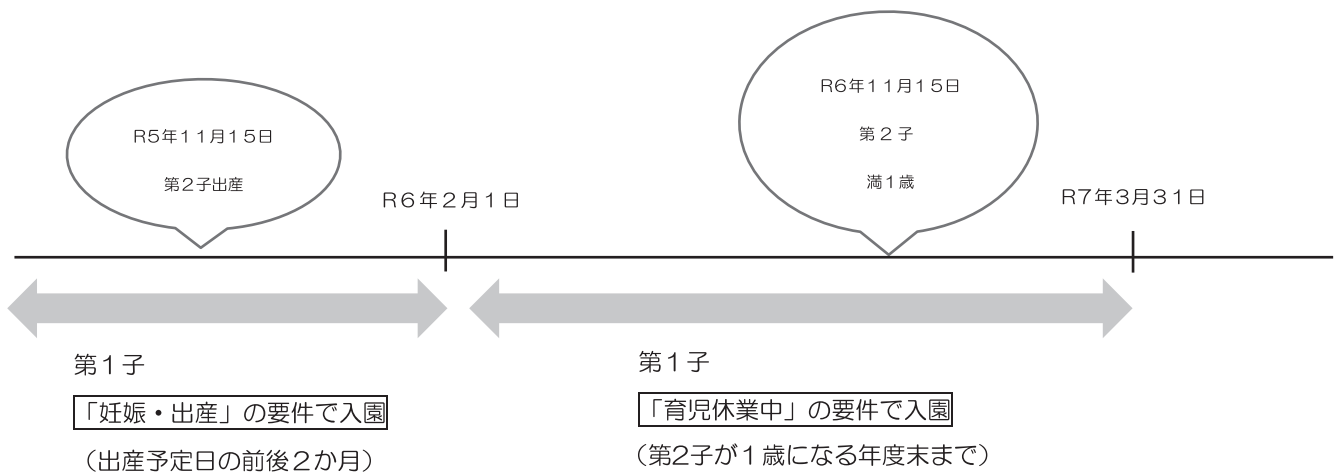 R5年11月15日
第2子出産
R6年2月1日
R6年11月15日
第2子
満1歳
R7年3月31日
第1子
「妊娠・出産」の要件で入園
（出産予定日の前後2か月）
第1子
「育児休業中」の要件で入園
（第2子が1歳になる年度末まで）